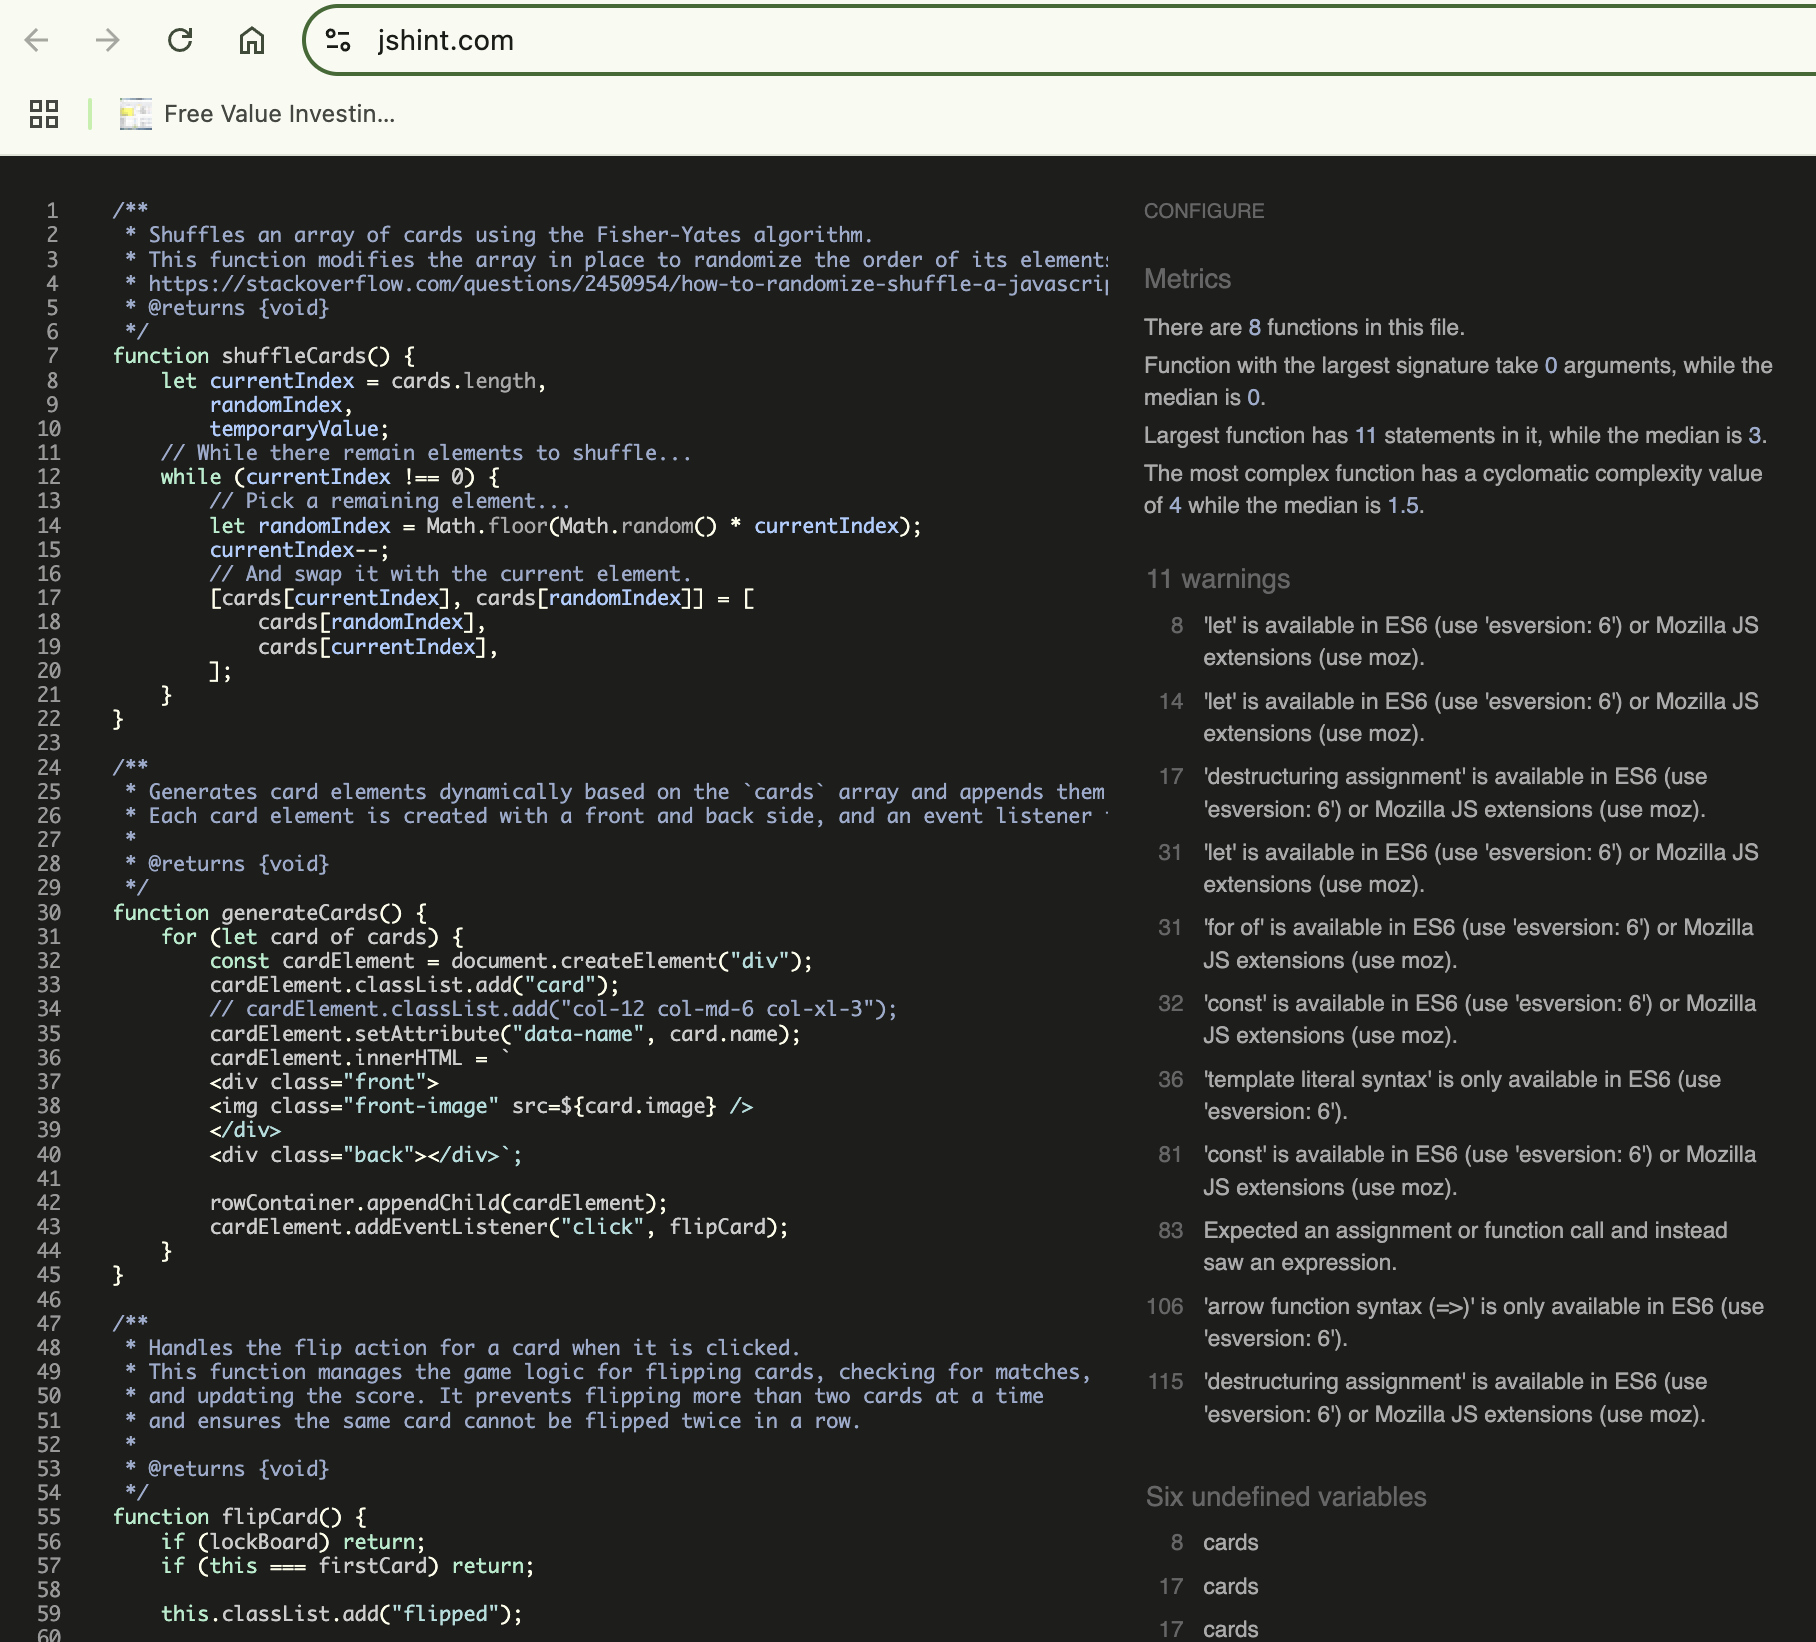 jshint.com
Free Value Investin...
1 /**
2  * Shuffles an array of cards using the Fisher-Yates algorithm.
3  * This function modifies the array in place to randomize the order of its elements
4  * https://stackoverflow.com/questions/2450954/how-to-randomize-shuffle-a-javascrip
5  * @returns {void}
6  */
7 function shuffleCards() {
8     let currentIndex = cards.length,
9         randomIndex,
10         temporaryValue;
11     // While there remain elements to shuffle...
12     while (currentIndex !== 0) {
13         // Pick a remaining element...
14         let randomIndex = Math.floor(Math.random() * currentIndex);
15         currentIndex--;
16         // And swap it with the current element.
17         [cards[currentIndex], cards[randomIndex]] = [
18             cards[randomIndex],
19             cards[currentIndex],
20         ];
21     }
22 }
23
24 /**
25  * Generates card elements dynamically based on the `cards` array and appends them
26  * Each card element is created with a front and back side, and an event listener
27  *
28  * @returns {void}
29  */
30 function generateCards() {
31     for (let card of cards) {
32         const cardElement = document.createElement("div");
33         cardElement.classList.add("card");
34         // cardElement.classList.add("col-12 col-md-6 col-xl-3");
35         cardElement.setAttribute("data-name", card.name);
36         cardElement.innerHTML = `
37         <div class="front">
38         <img class="front-image" src=${card.image} />
39         </div>
40         <div class="back"></div>`;
41
42         rowContainer.appendChild(cardElement);
43         cardElement.addEventListener("click", flipCard);
44     }
45 }
46
47 /**
48  * Handles the flip action for a card when it is clicked.
49  * This function manages the game logic for flipping cards, checking for matches,
50  * and updating the score. It prevents flipping more than two cards at a time
51  * and ensures the same card cannot be flipped twice in a row.
52  *
53  * @returns {void}
54  */
55 function flipCard() {
56     if (lockBoard) return;
57     if (this === firstCard) return;
58
59     this.classList.add("flipped");
60
CONFIGURE
Metrics
There are 8 functions in this file.
Function with the largest signature take 0 arguments, while the
median is 0.
Largest function has 11 statements in it, while the median is 3.
The most complex function has a cyclomatic complexity value
of 4 while the median is 1.5.
11 warnings
8 'let' is available in ES6 (use 'esversion: 6') or Mozilla JS
extensions (use moz).
14 'let' is available in ES6 (use 'esversion: 6') or Mozilla JS
extensions (use moz).
17 'destructuring assignment' is available in ES6 (use
'esversion: 6') or Mozilla JS extensions (use moz).
31 'let' is available in ES6 (use 'esversion: 6') or Mozilla JS
extensions (use moz).
31 'for of' is available in ES6 (use 'esversion: 6') or Mozilla
JS extensions (use moz).
32 'const' is available in ES6 (use 'esversion: 6') or Mozilla
JS extensions (use moz).
36 'template literal syntax' is only available in ES6 (use
'esversion: 6').
81 'const' is available in ES6 (use 'esversion: 6') or Mozilla
JS extensions (use moz).
83 Expected an assignment or function call and instead
saw an expression.
106 'arrow function syntax (=>)' is only available in ES6 (use
'esversion: 6').
115 'destructuring assignment' is available in ES6 (use
'esversion: 6') or Mozilla JS extensions (use moz).
Six undefined variables
8 cards
17 cards
17 cards